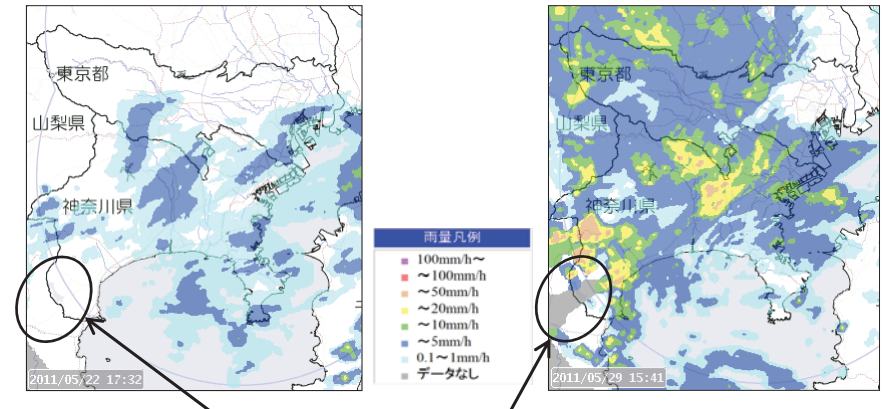 東京都
山梨県
神奈川県
2011/05/22 17:32
雨量凡例
100mm/h～
～100mm/h
～50mm/h
～20mm/h
～10mm/h
～5mm/h
0.1～1mm/h
データなし
東京都
山梨県
神奈川県
2011/05/29 15:41